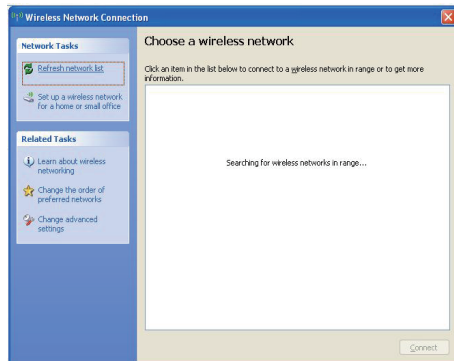 Wireless Network Connection
Network Tasks
Refresh network list
Set up a wireless network
for a home or small office
Related Tasks
Learn about wireless
networking
Change the order of
preferred networks
Change advanced
settings
Choose a wireless network
Click an item in the list below to connect to a wireless network in range or to get more
information.
Searching for wireless networks in range...
Connect